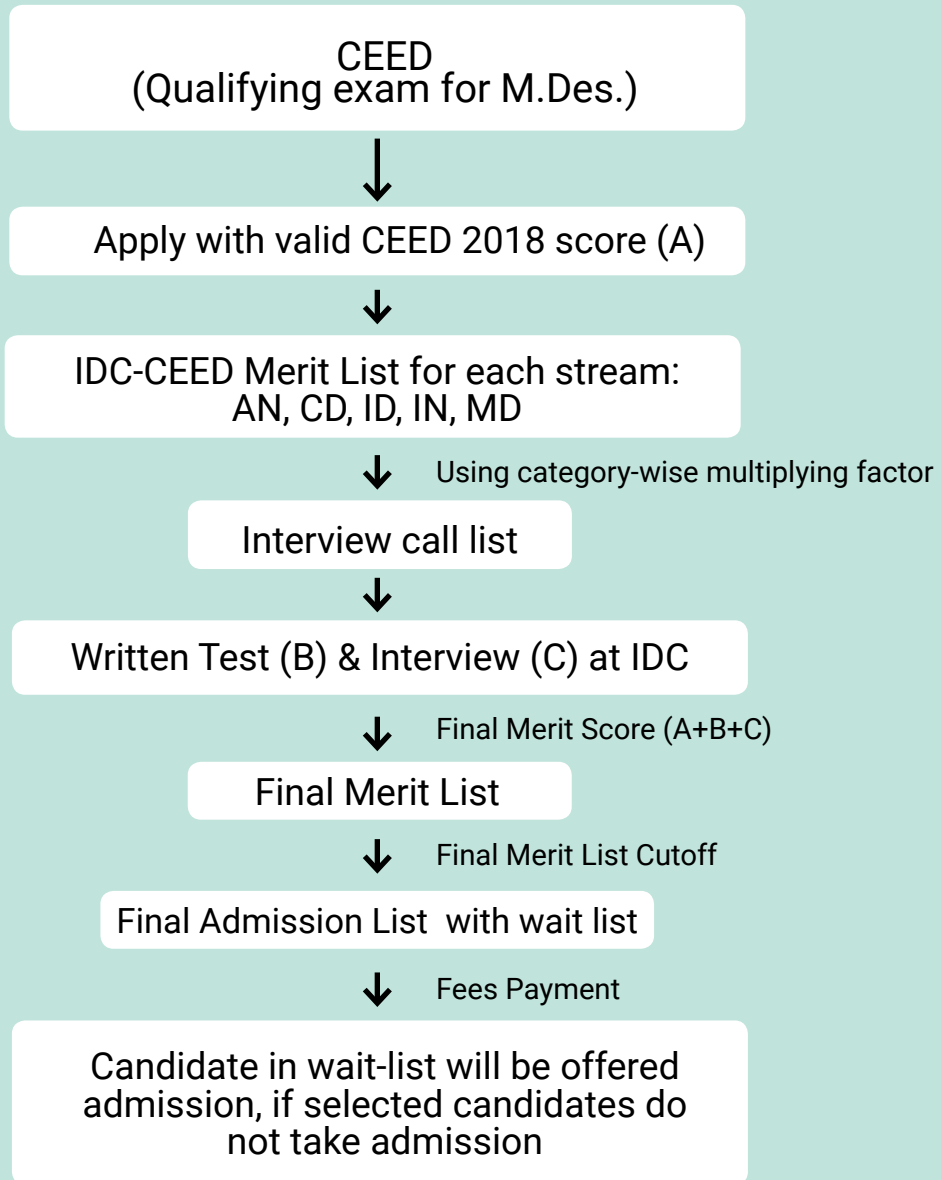 CEED
(Qualifying exam for M.Des.)
Apply with valid CEED 2018 score (A)
IDC-CEED Merit List for each stream:
AN, CD, ID, IN, MD
Using category-wise multiplying factor
Interview call list
Written Test (B) & Interview (C) at IDC
Final Merit Score (A+B+C)
Final Merit List
Final Merit List Cutoff
Final Admission List with wait list
Fees Payment
Candidate in wait-list will be offered
admission, if selected candidates do
not take admission